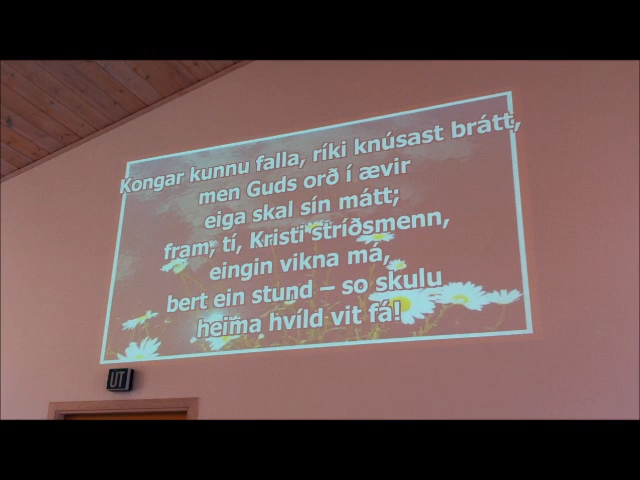 Kongar kunnu falla, ríki knúsast brátt,
men Guds orð í ævir
eiga skal sín mátt;
fram, tí, Kristi stríðsmenn,
eingin vikna má,
bert ein stund – so skulu
heima hvíld vit fá!
ÚT